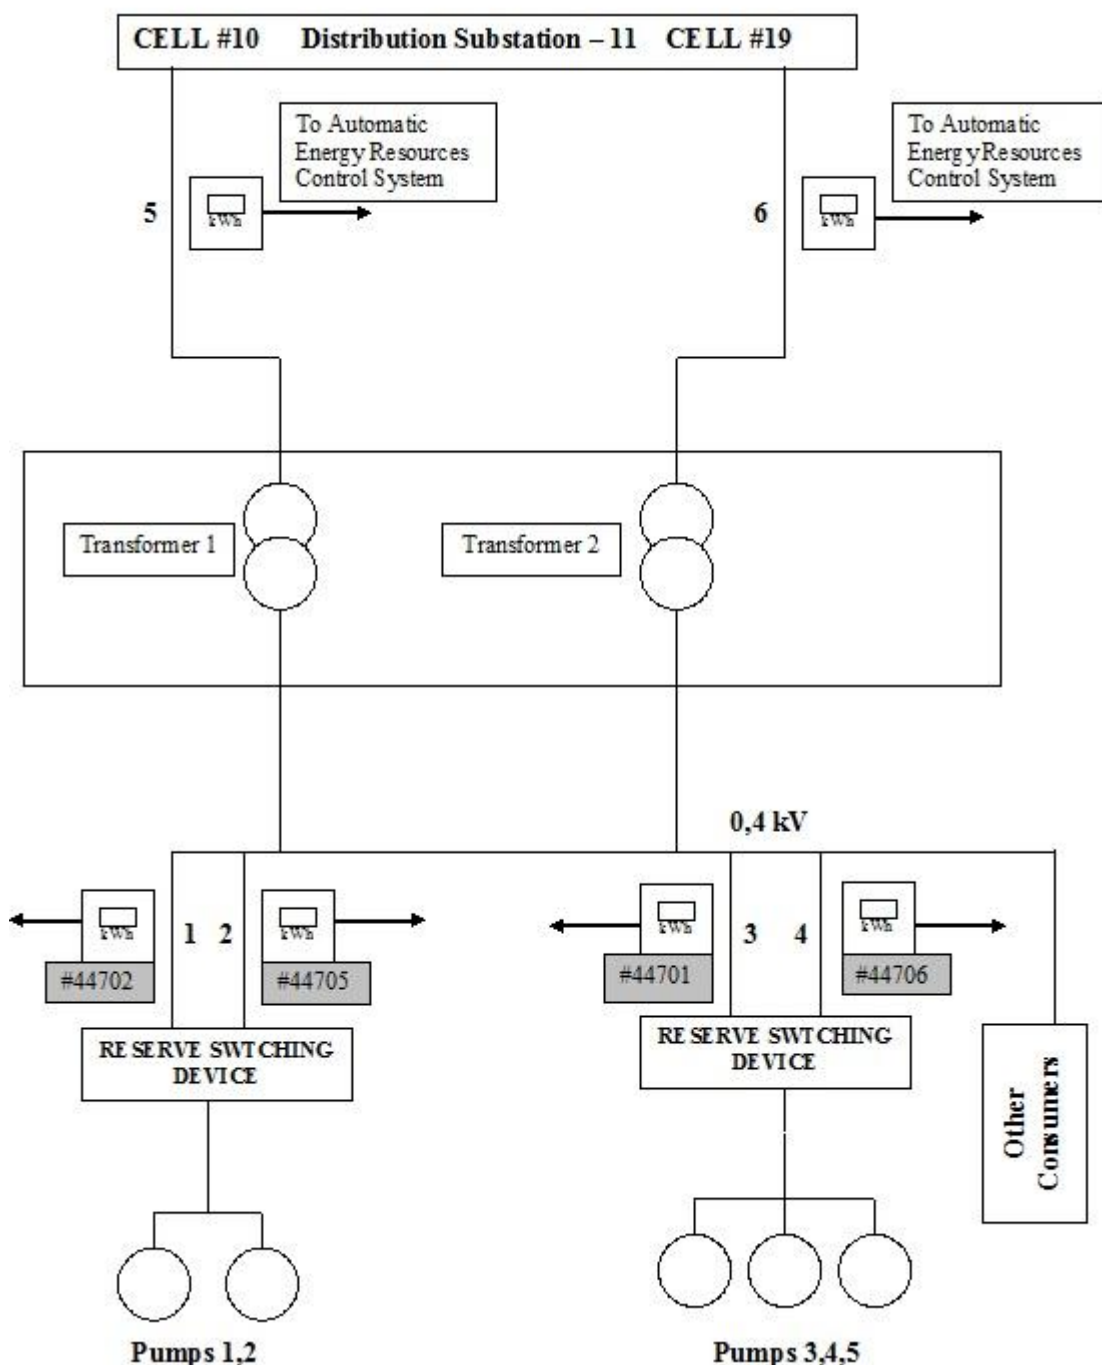 CELL #10 Distribution Substation – 11 CELL #19
To Automatic
Energy Resources
Control System
To Automatic
Energy Resources
Control System
5
kWh
6
kWh
Transformer 1
Transformer 2
0,4 kV
kWh
1
2
kWh
kWh
3
4
kWh
#44702
#44705
#44701
#44706
RESERVE SWTCHING
DEVICE
RESERVE SWTCHING
DEVICE
Other
Consumers
Pumps 1,2
Pumps 3,4,5